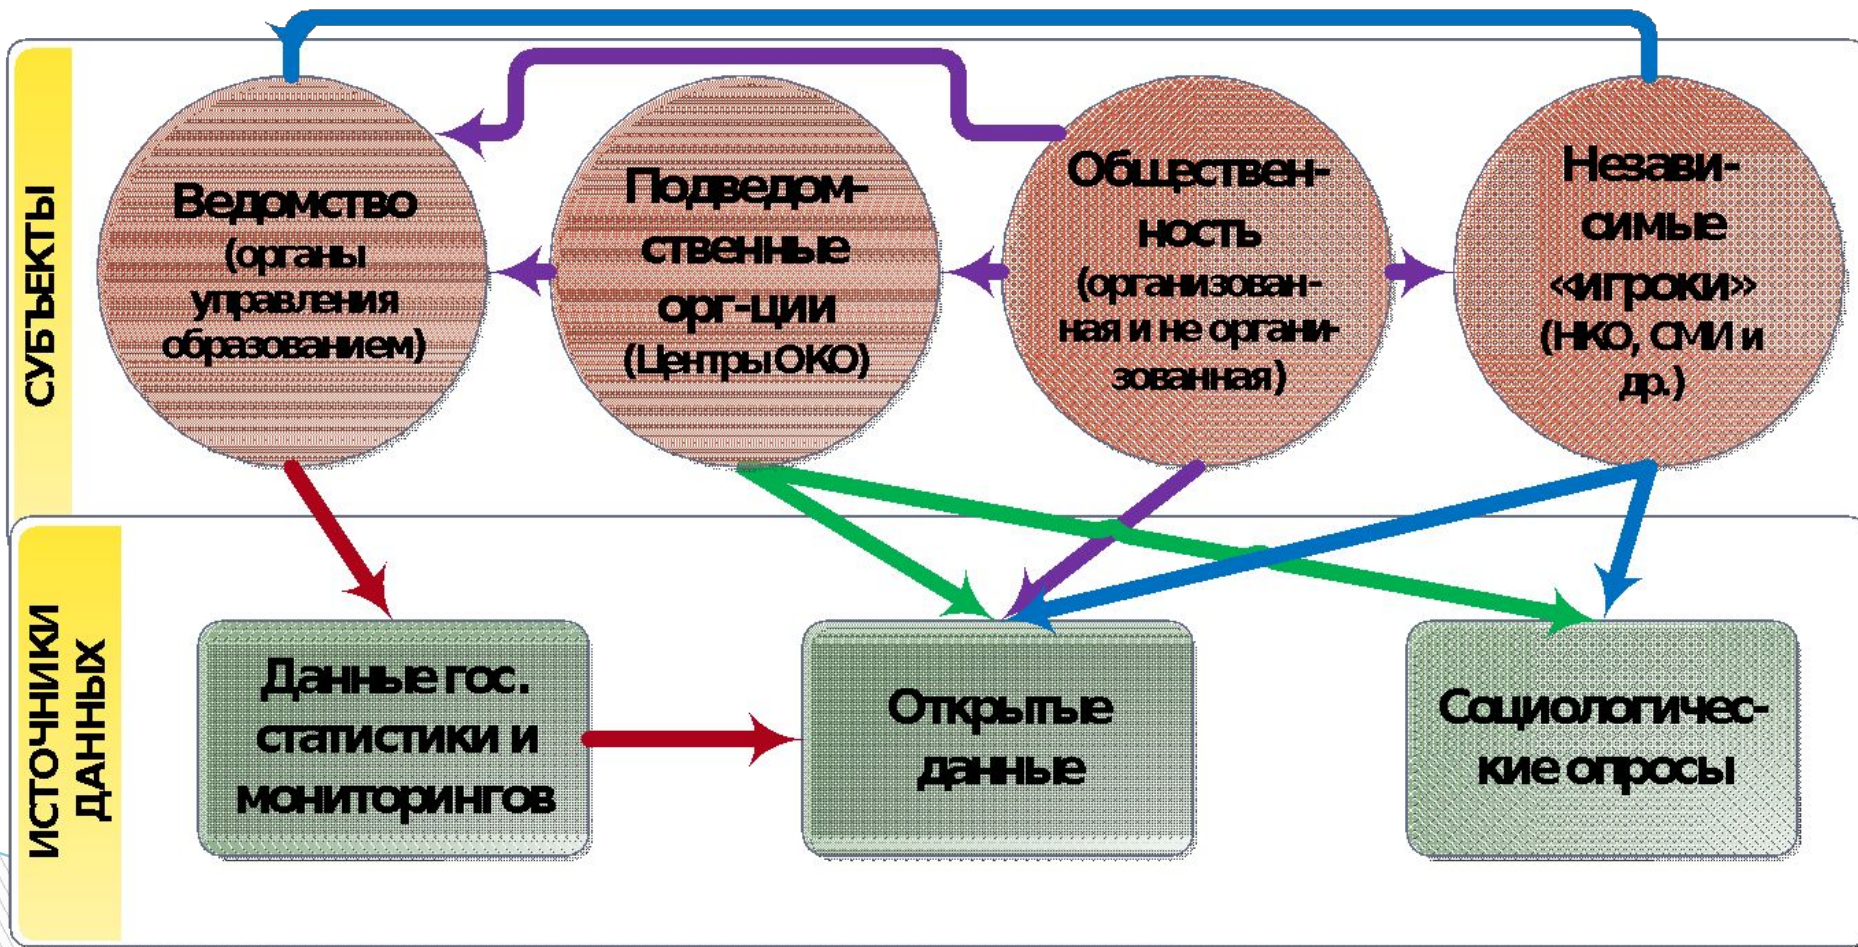 СУБЪЕКТЫ
Ведомство
(органы
управления
образованием)
Подведом-
ственные
орг-ции
(Центры ОКО)
Обществен-
ность
(организован-
ная и не органи-
зованная)
Незави-
симые
«игроки»
(НКО, СМИ и
др.)
ИСТОЧНИКИ
ДАННЫХ
Данные гос.
статистики и
мониторингов
Открытые
данные
Социологичес-
кие опросы